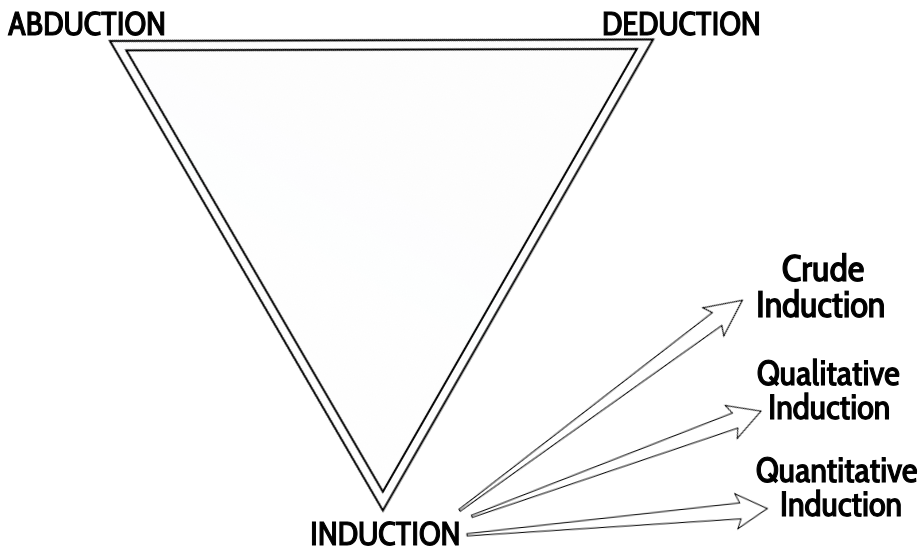 ABDUCTION
DEDUCTION
Crude
Induction
Qualitative
Induction
Quantitative
Induction
INDUCTION